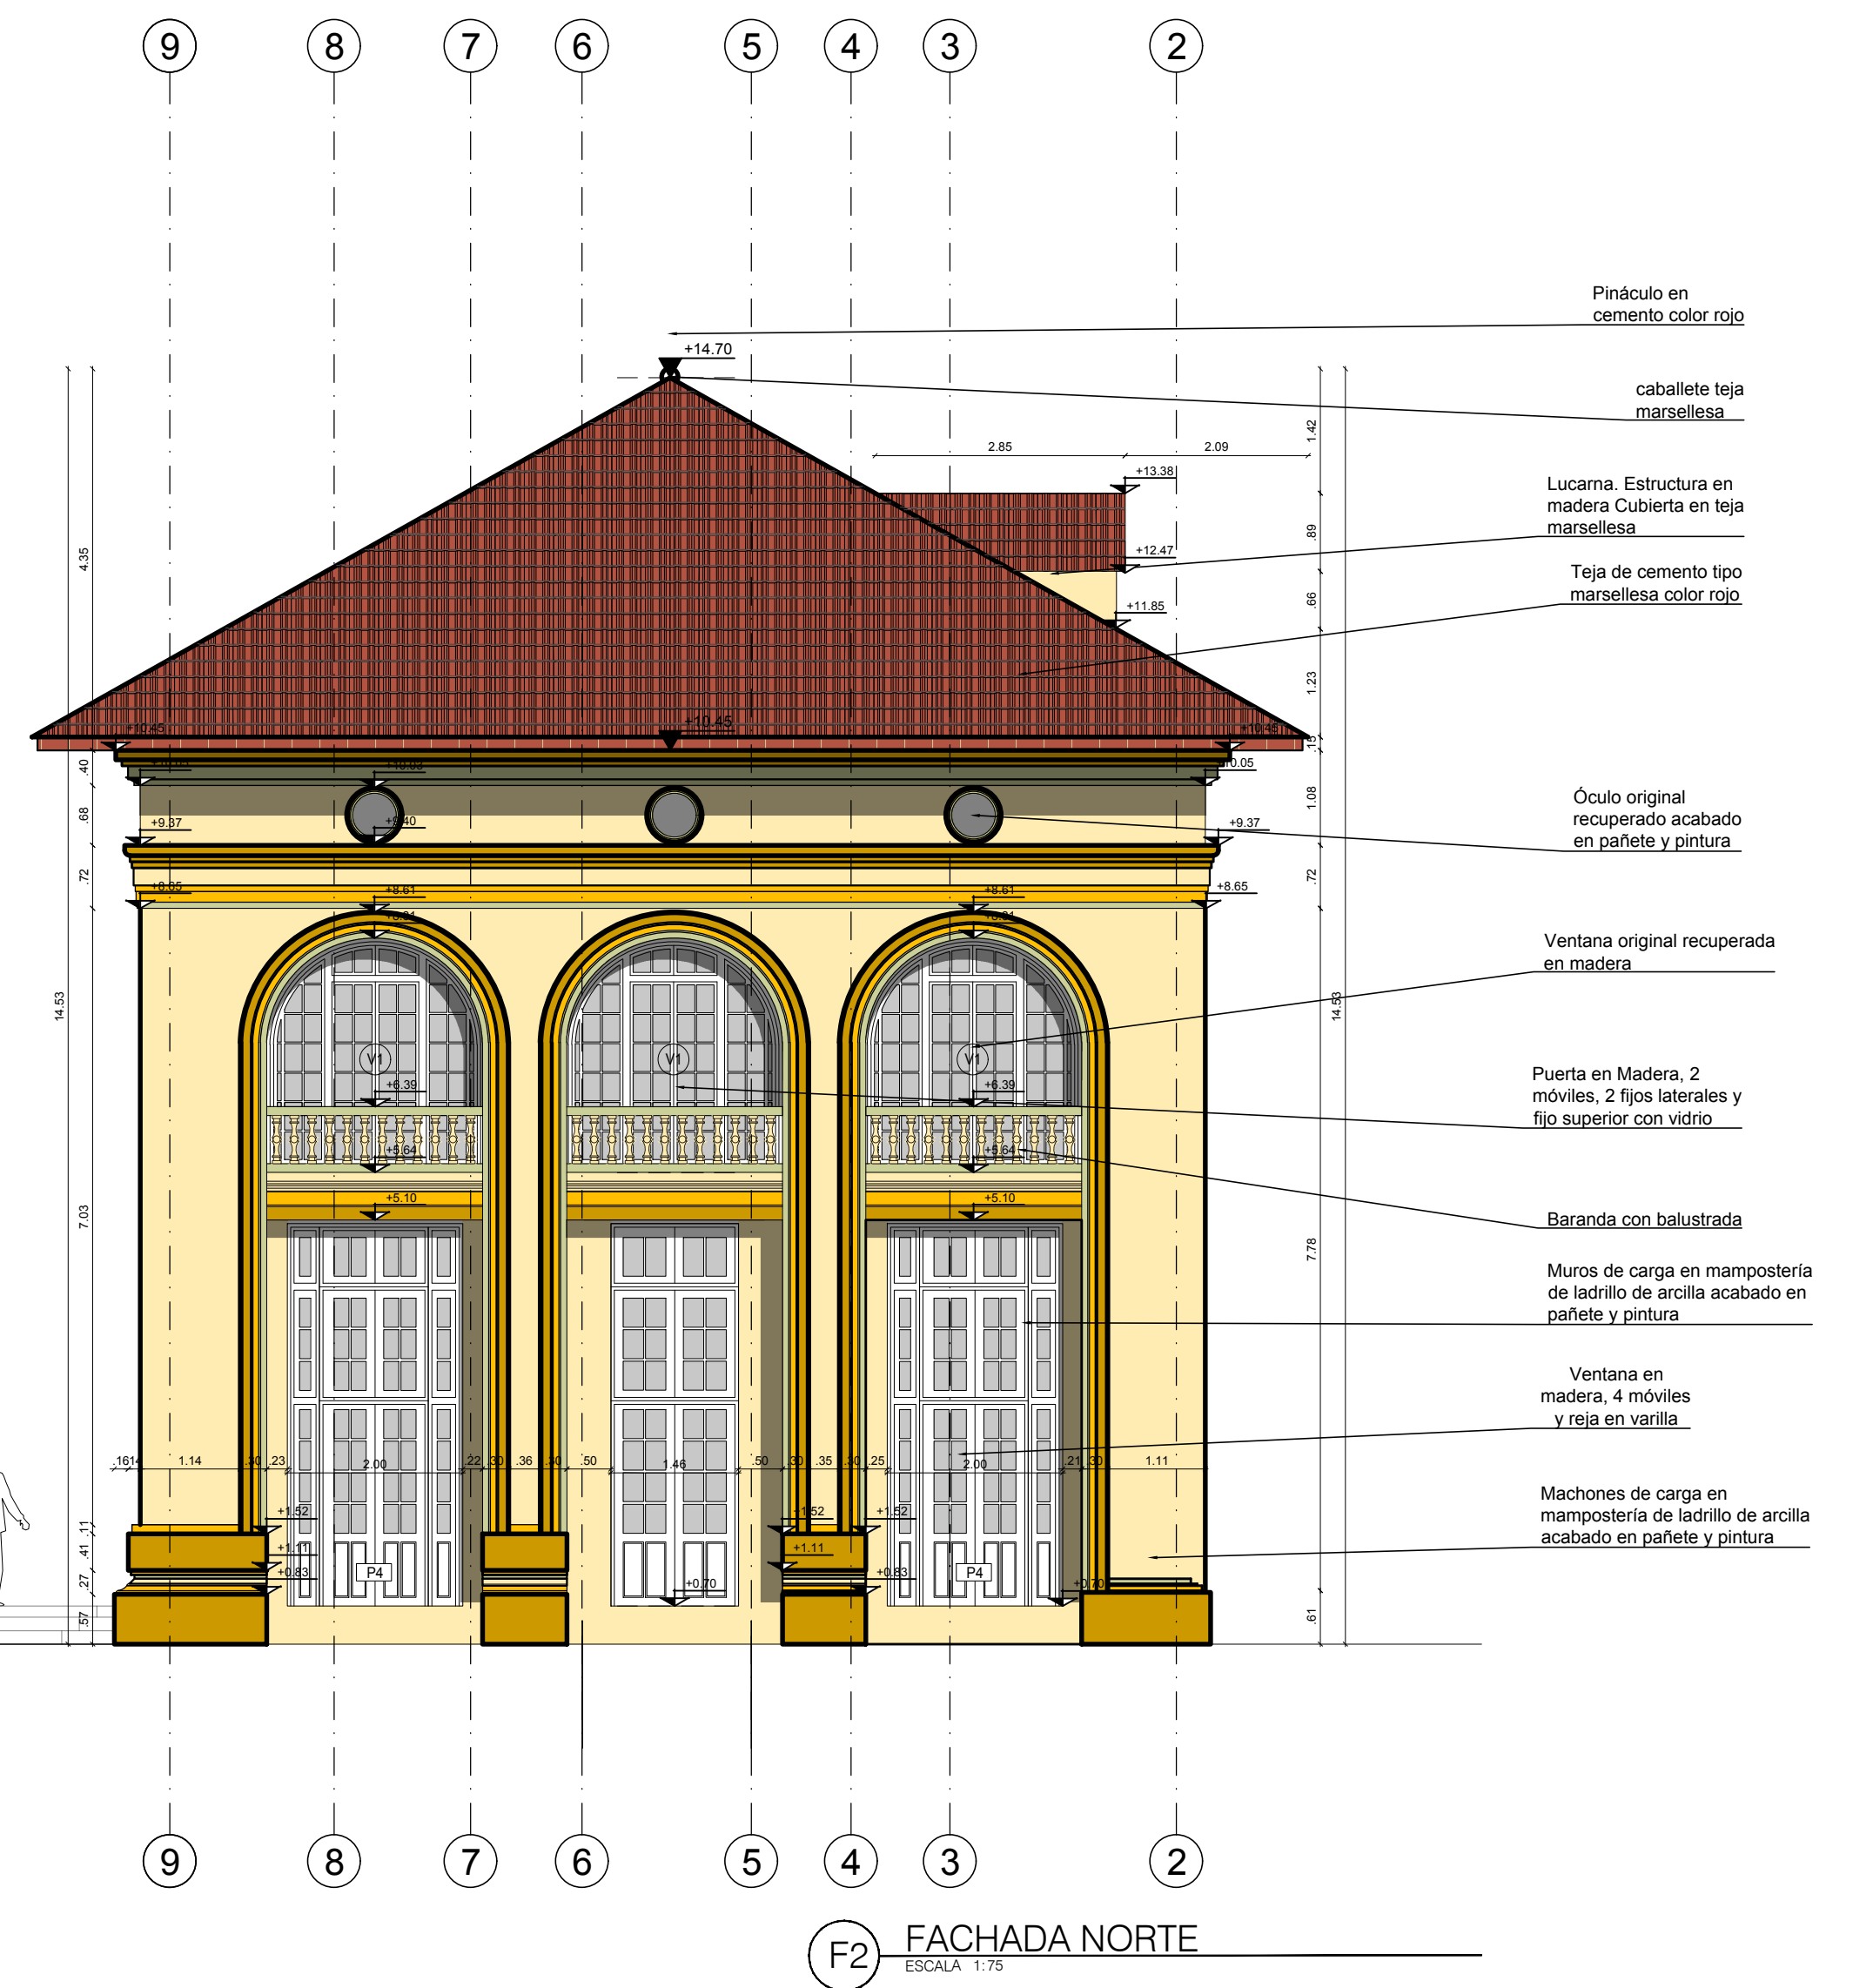 9 8 7 6 5 4 3 2
Pináculo en
cemento color rojo
+14.70
caballete teja
marsellesa
1.42
2.85 2.09
+13.38
Lucarna. Estructura en
madera Cubierta en teja
marsellesa
.89
4.35
+12.47
Teja de cemento tipo
marsellesa color rojo
.66
+11.85
1.23
+10.45 +10.45 +10.45
.15
.40
+10.05
.68
1.08
Óculo original
recuperado acabado
en pañete y pintura
+9.37 +9.40 +9.37
.72 .72
+8.65 +8.61 +8.61 +8.65
Ventana original recuperada
en madera
14.53 14.53
V1 V1 V1
+6.39 +6.39
Puerta en Madera, 2
móviles, 2 fijos laterales y
fijo superior con vidrio
+5.64 +5.64
+5.10 +5.10
7.03
Baranda con balustrada
7.78
Muros de carga en mampostería
de ladrillo de arcilla acabado en
pañete y pintura
Ventana en
madera, 4 móviles
y reja en varilla
.1614 1.14 .30 .23 2.00 .22 .30 .36 .30 .50 1.46 .50 .30 .35 .30 .25 2.00 .21 .30 1.11
Machones de carga en
mampostería de ladrillo de arcilla
acabado en pañete y pintura
+1.52 +1.52 +1.52
.11
.41
+1.11 +1.11
.27
+0.83 P4 +0.70 +0.83 P4 +0.70
.57 .61
9 8 7 6 5 4 3 2
F2 FACHADA NORTE
ESCALA 1:75